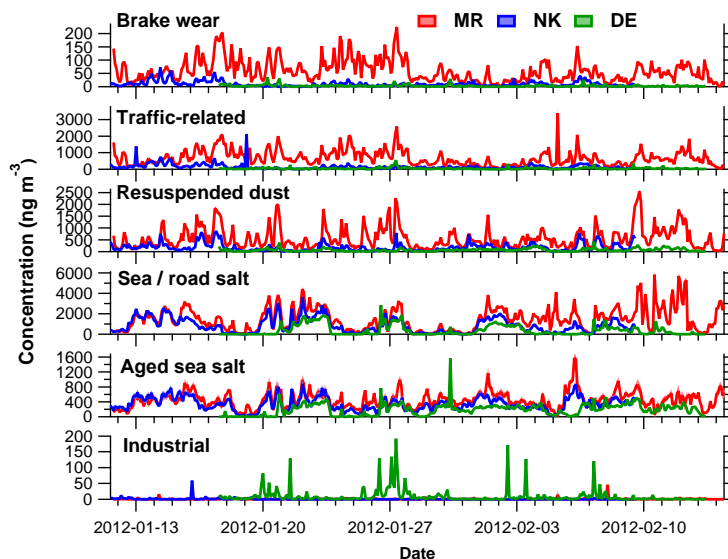 Brake wear
MR NK DE
200
150
100
50
0
Traffic-related
3000
2000
1000
0
Resuspended dust
2500
2000
1500
1000
500
0
Sea / road salt
6000
4000
2000
0
Aged sea salt
1600
1200
800
400
0
Industrial
200
150
100
50
0
Concentration (ng m⁻³)
2012-01-13 2012-01-20 2012-01-27 2012-02-03 2012-02-10
Date